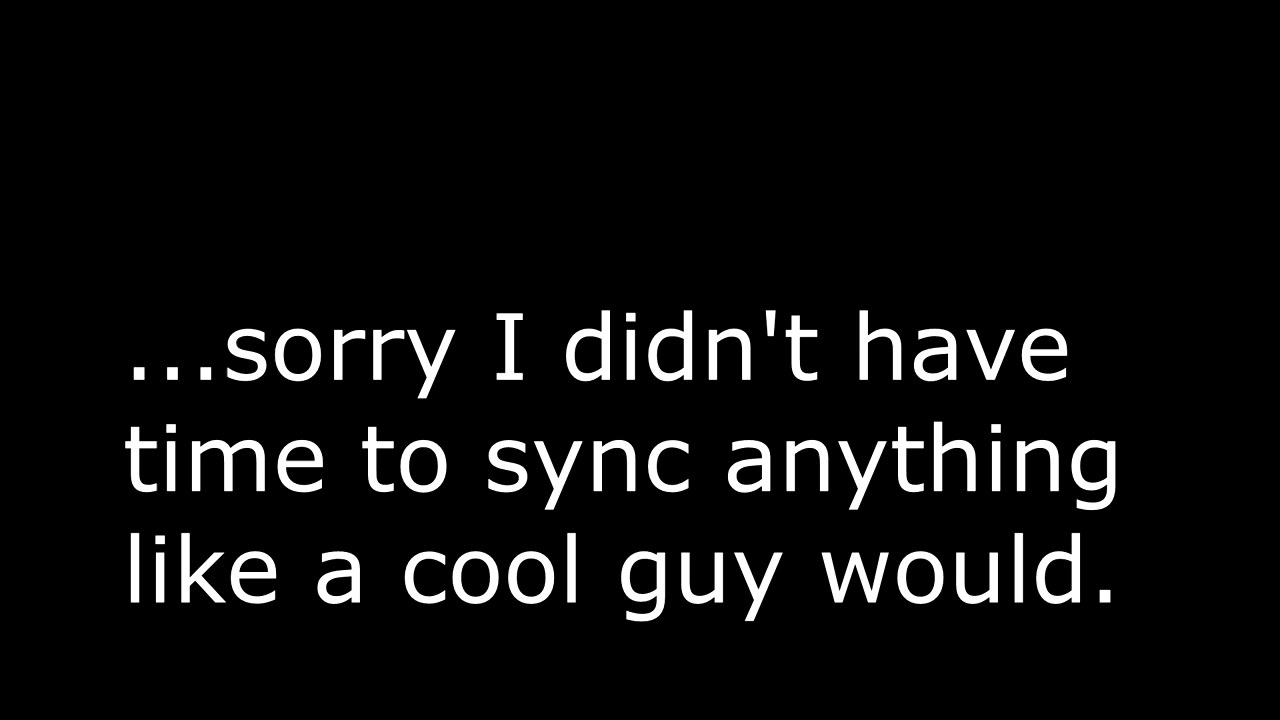 ...sorry I didn't have
time to sync anything
like a cool guy would.